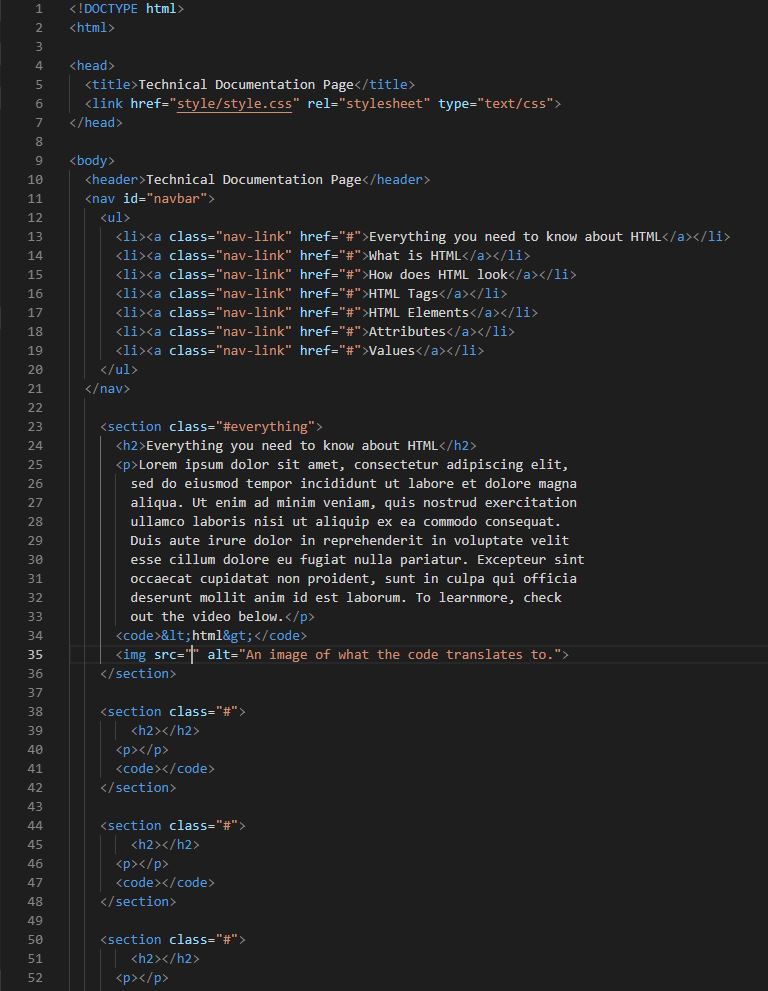 1 <!DOCTYPE html>
2 <html>
3
4 <head>
5 <title>Technical Documentation Page</title>
6 <link href="style/style.css" rel="stylesheet" type="text/css">
7 </head>
8
9 <body>
10 <header>Technical Documentation Page</header>
11 <nav id="navbar">
12 <ul>
13 <li><a class="nav-link" href="#">Everything you need to know about HTML</a></li>
14 <li><a class="nav-link" href="#">What is HTML</a></li>
15 <li><a class="nav-link" href="#">How does HTML look</a></li>
16 <li><a class="nav-link" href="#">HTML Tags</a></li>
17 <li><a class="nav-link" href="#">HTML Elements</a></li>
18 <li><a class="nav-link" href="#">Attributes</a></li>
19 <li><a class="nav-link" href="#">Values</a></li>
20 </ul>
21 </nav>
22
23 <section class="#everything">
24 <h2>Everything you need to know about HTML</h2>
25 <p>Lorem ipsum dolor sit amet, consectetur adipiscing elit,
26 sed do eiusmod tempor incididunt ut labore et dolore magna
27 aliqua. Ut enim ad minim veniam, quis nostrud exercitation
28 ullamco laboris nisi ut aliquip ex ea commodo consequat.
29 Duis aute irure dolor in reprehenderit in voluptate velit
30 esse cillum dolore eu fugiat nulla pariatur. Excepteur sint
31 occaecat cupidatat non proident, sunt in culpa qui officia
32 deserunt mollit anim id est laborum. To learnmore, check
33 out the video below.</p>
34 <code>&lt;html&gt;</code>
35 <img src="" alt="An image of what the code translates to.">
36 </section>
37
38 <section class="#">
39 <h2></h2>
40 <p></p>
41 <code></code>
42 </section>
43
44 <section class="#">
45 <h2></h2>
46 <p></p>
47 <code></code>
48 </section>
49
50 <section class="#">
51 <h2></h2>
52 <p></p>